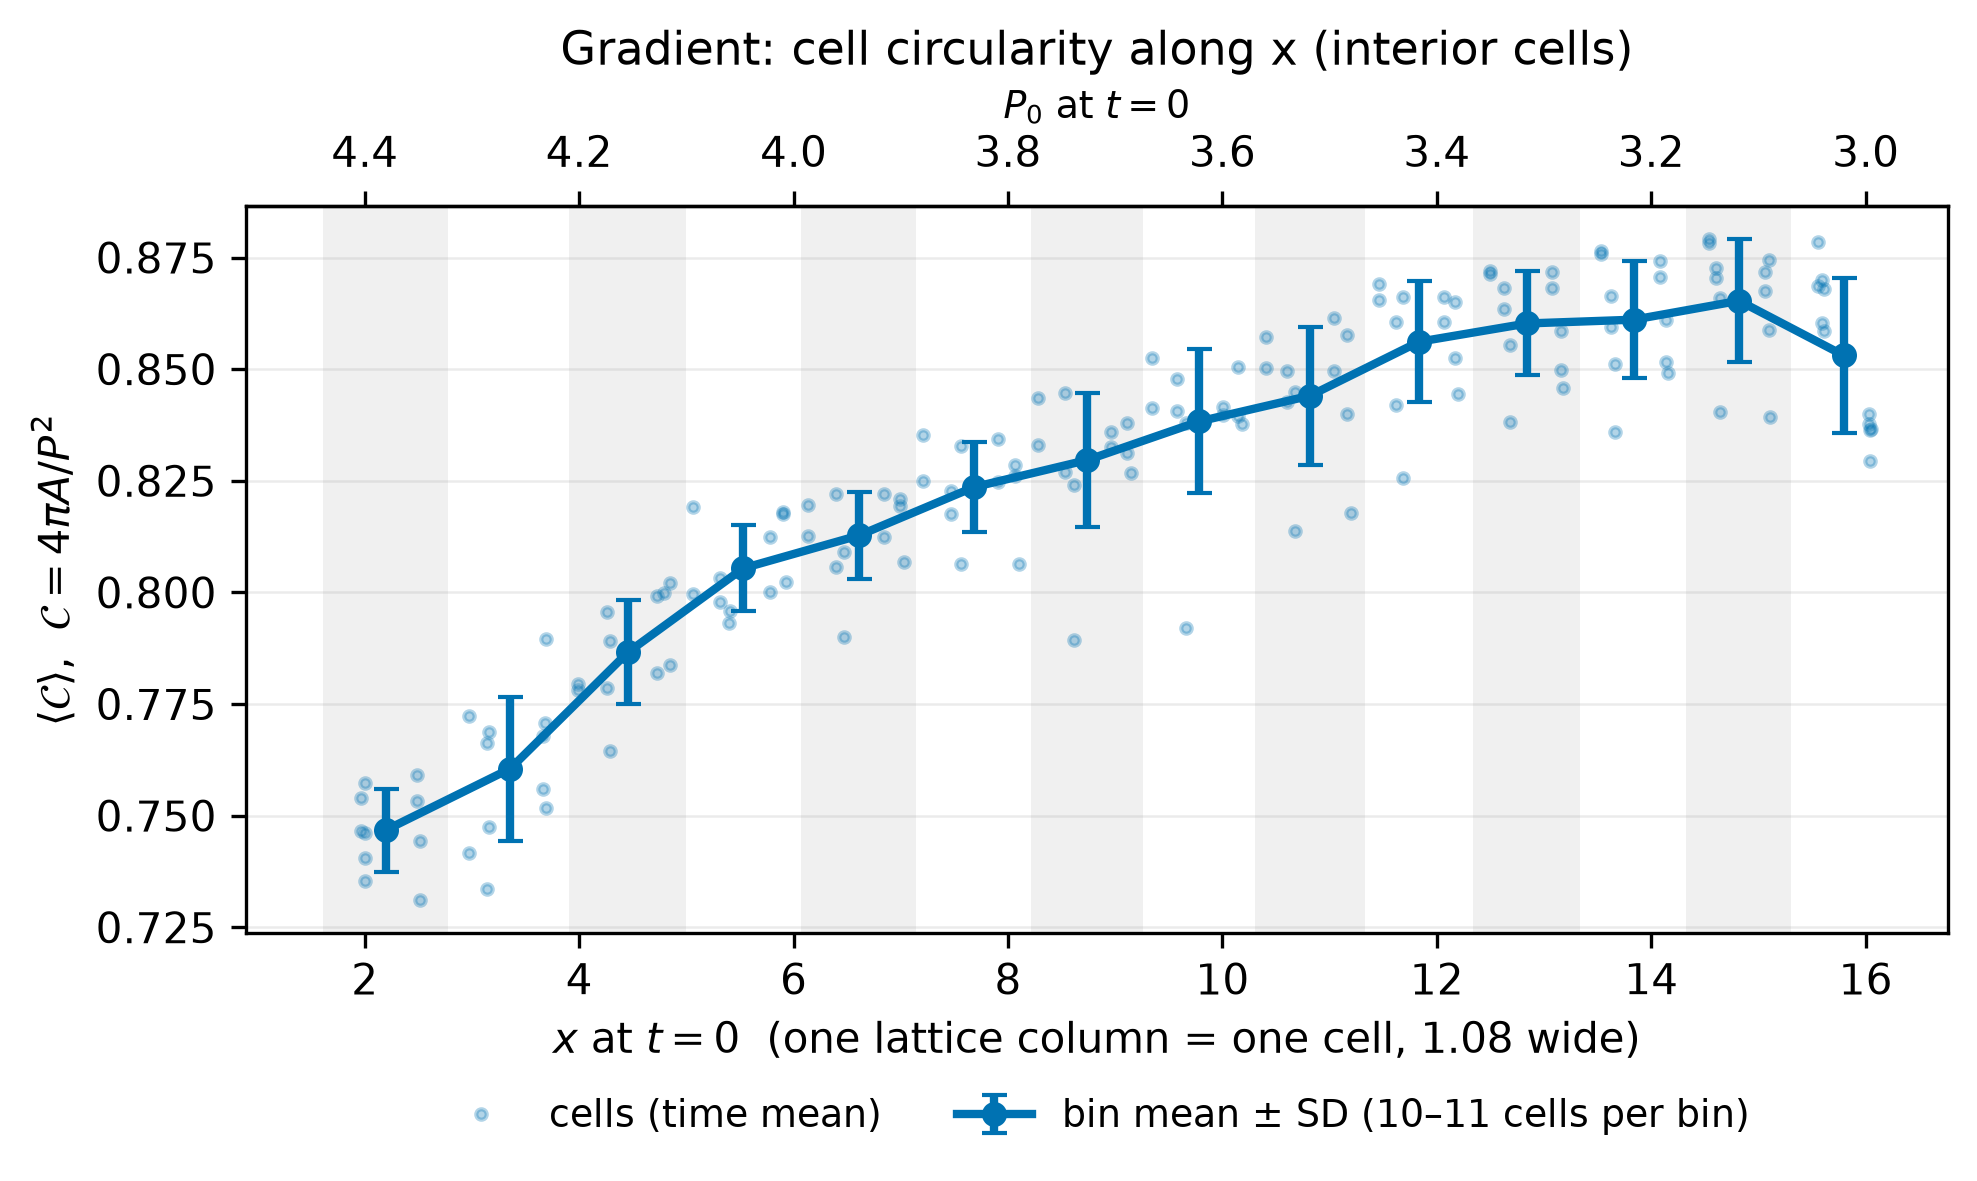 Gradient: cell circularity along x (interior cells)
P₀ at t = 0
4.4 4.2 4.0 3.8 3.6 3.4 3.2 3.0
⟨𝒞⟩, 𝒞 = 4πA/P²
0.875
0.850
0.825
0.800
0.775
0.750
0.725
2 4 6 8 10 12 14 16
x at t = 0 (one lattice column = one cell, 1.08 wide)
cells (time mean) bin mean ± SD (10–11 cells per bin)